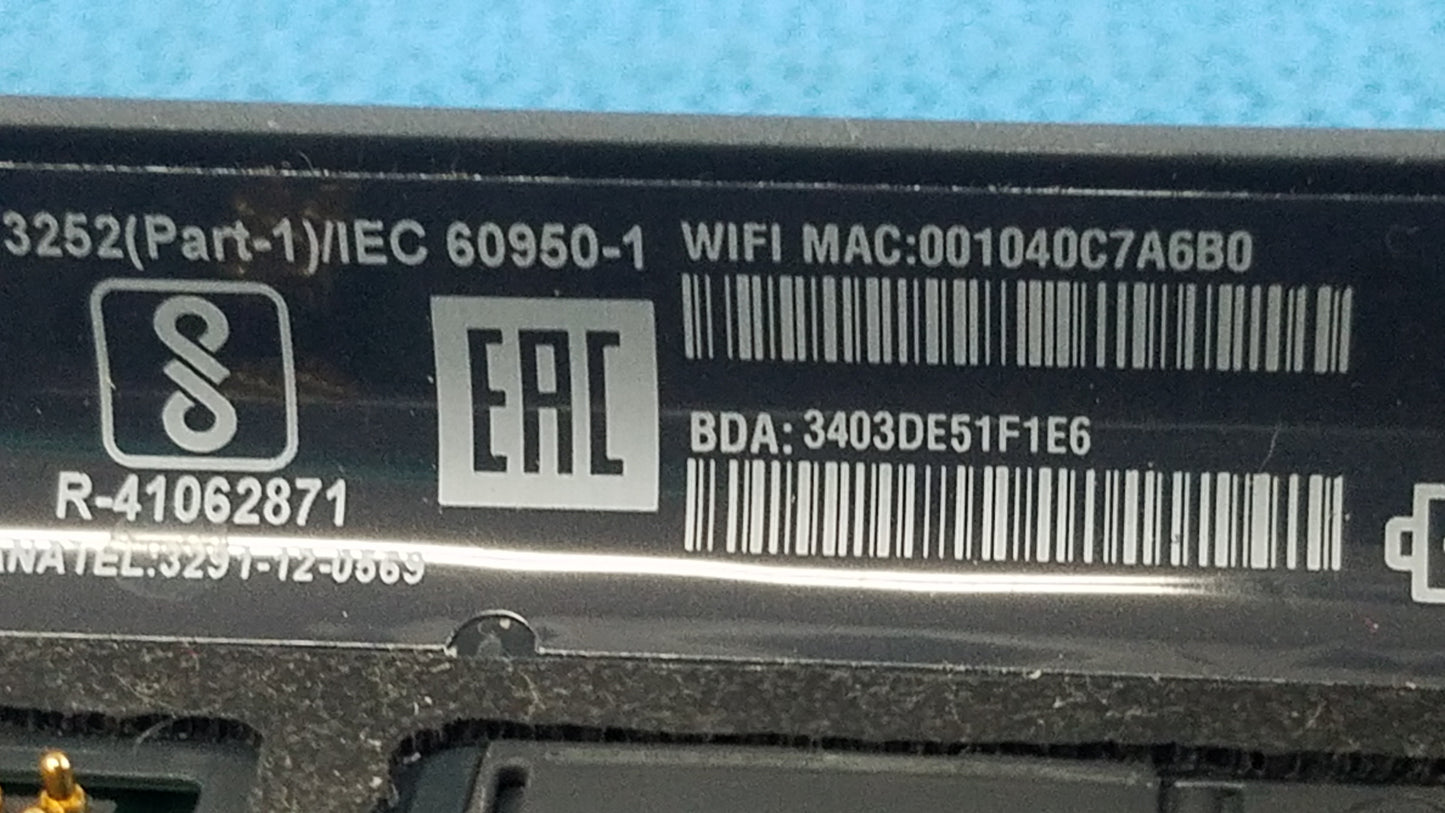 3252(Part-1)/IEC 60950-1
WIFI MAC:001040C7A6B0
EAC
BDA: 3403DE51F1E6
R-41062871
ANATEL:3291-12-0569